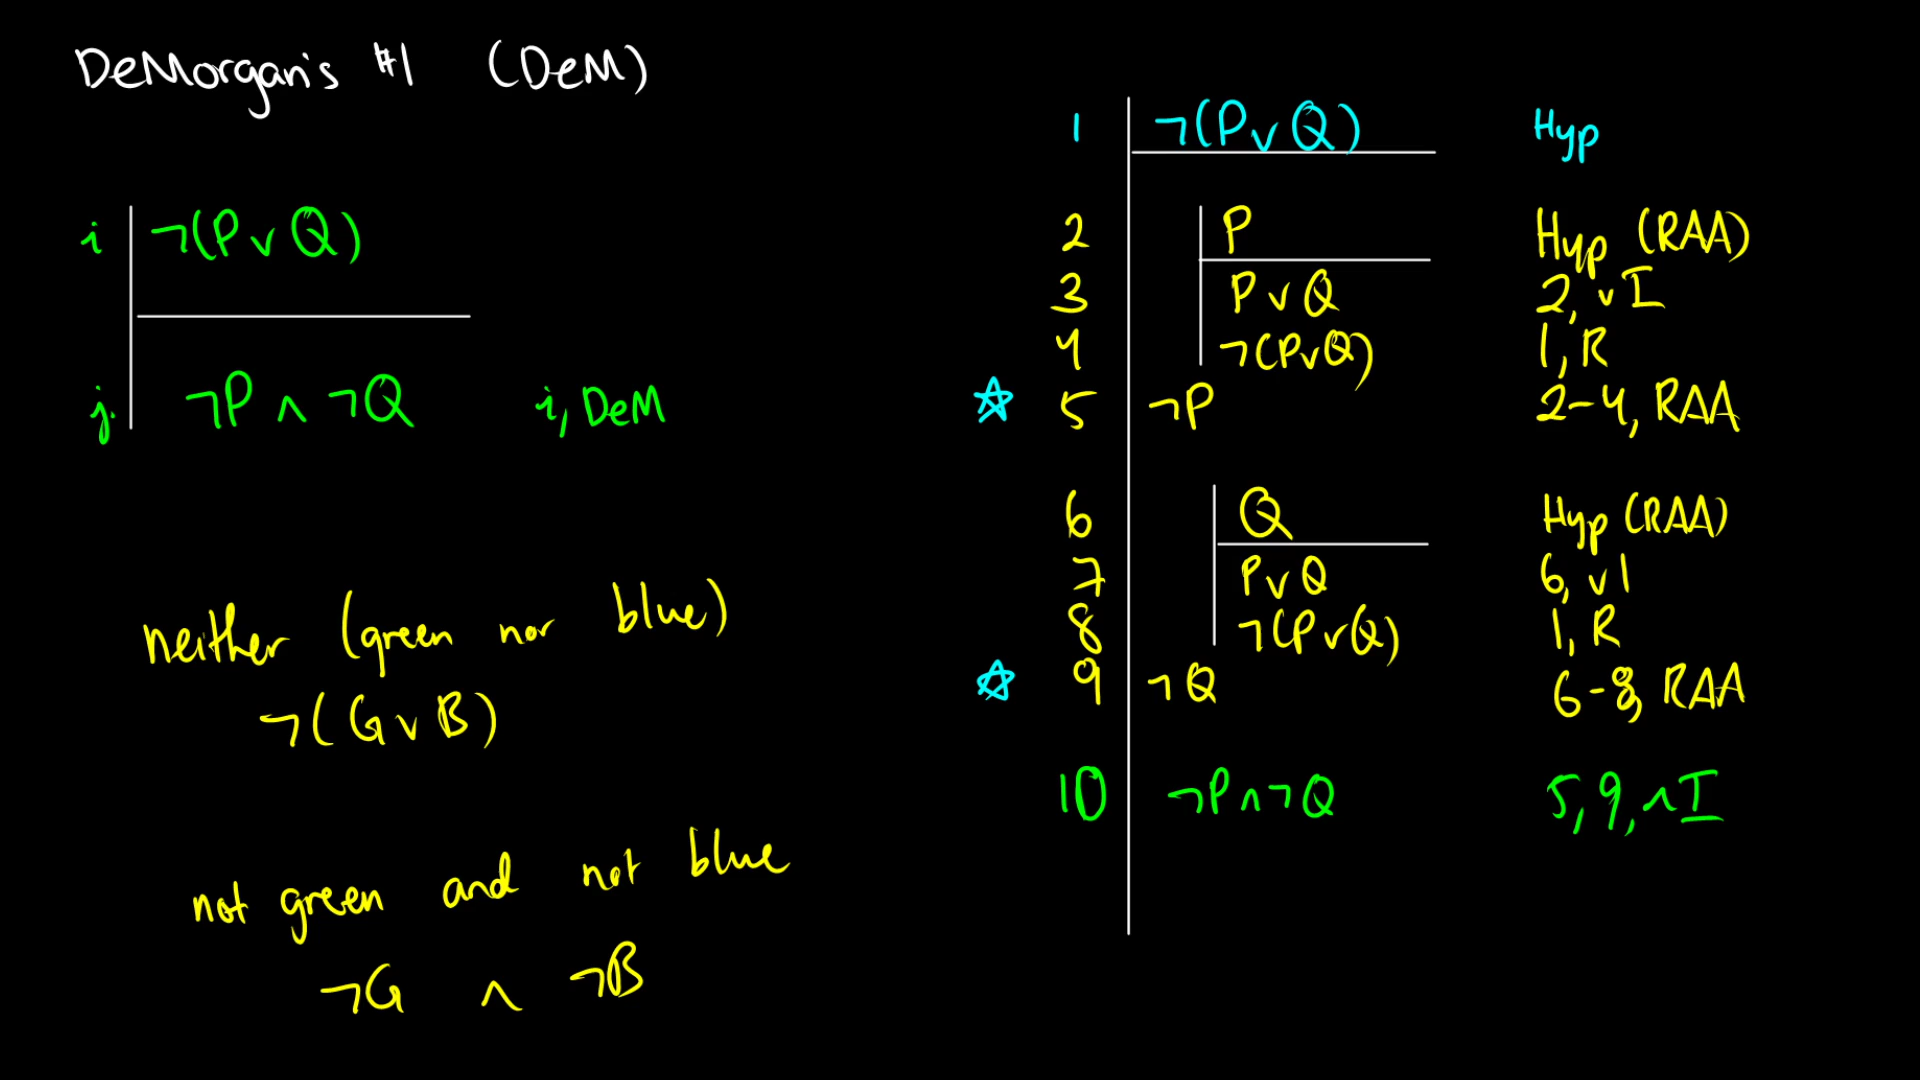 DeMorgan's #1 (DeM)
i ¬(P∨Q)
j. ¬P ∧ ¬Q i, DeM
neither (green nor blue)
¬(G∨B)
not green and not blue
¬G ∧ ¬B
1 ¬(P∨Q) Hyp
2 P Hyp (RAA)
3 P∨Q 2, ∨I
4 ¬(P∨Q) 1, R
☆ 5 ¬P 2-4, RAA
6 Q Hyp (RAA)
7 P∨Q 6, ∨I
8 ¬(P∨Q) 1, R
☆ 9 ¬Q 6-8, RAA
10 ¬P∧¬Q 5, 9, ∧I